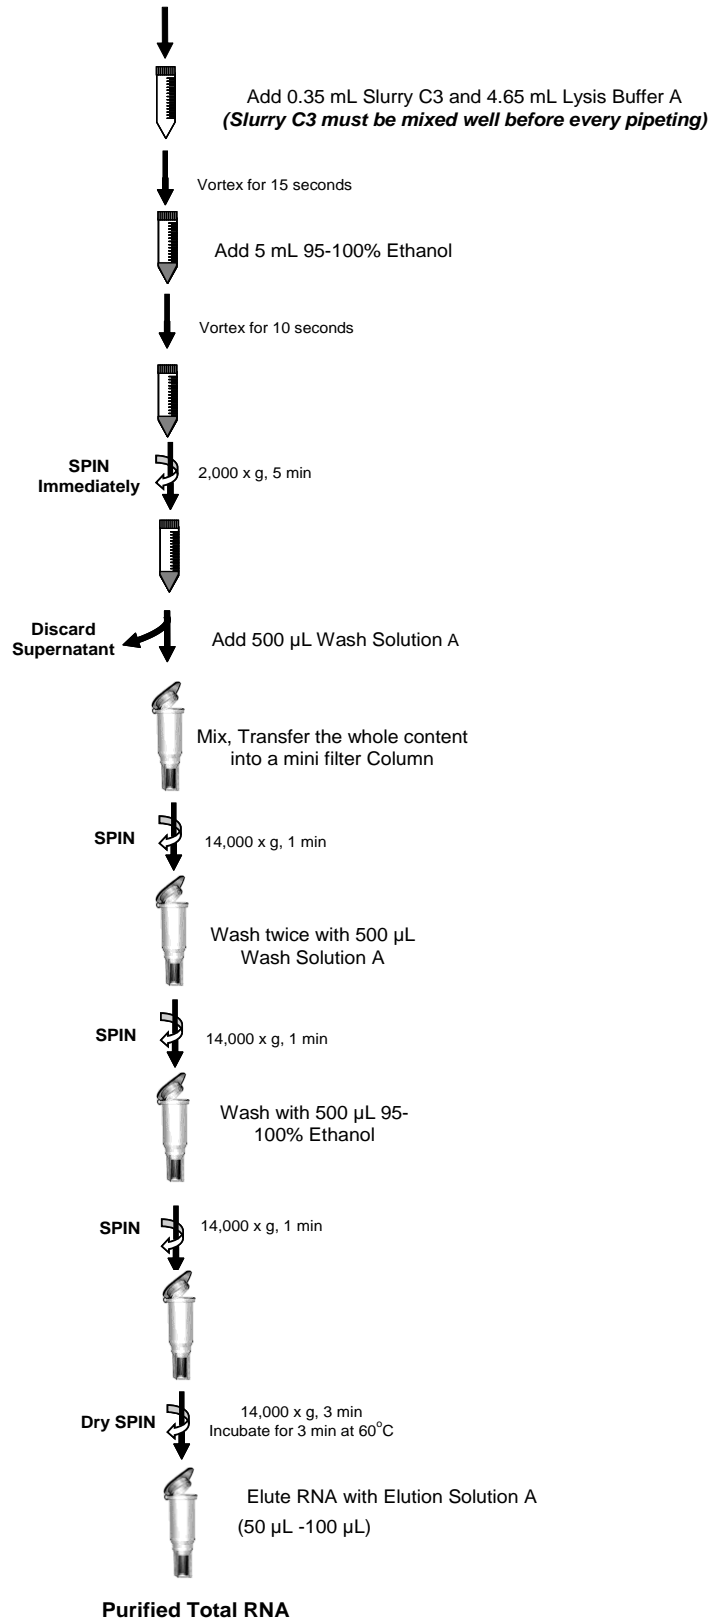 Add 0.35 mL Slurry C3 and 4.65 mL Lysis Buffer A
(Slurry C3 must be mixed well before every pipeting)
Vortex for 15 seconds
Add 5 mL 95-100% Ethanol
Vortex for 10 seconds
SPIN
Immediately
2,000 x g, 5 min
Discard
Supernatant
Add 500 µL Wash Solution A
Mix, Transfer the whole content
into a mini filter Column
SPIN
14,000 x g, 1 min
Wash twice with 500 µL
Wash Solution A
SPIN
14,000 x g, 1 min
Wash with 500 µL 95-
100% Ethanol
SPIN
14,000 x g, 1 min
Dry SPIN
14,000 x g, 3 min
Incubate for 3 min at 60°C
Elute RNA with Elution Solution A
(50 µL -100 µL)
Purified Total RNA